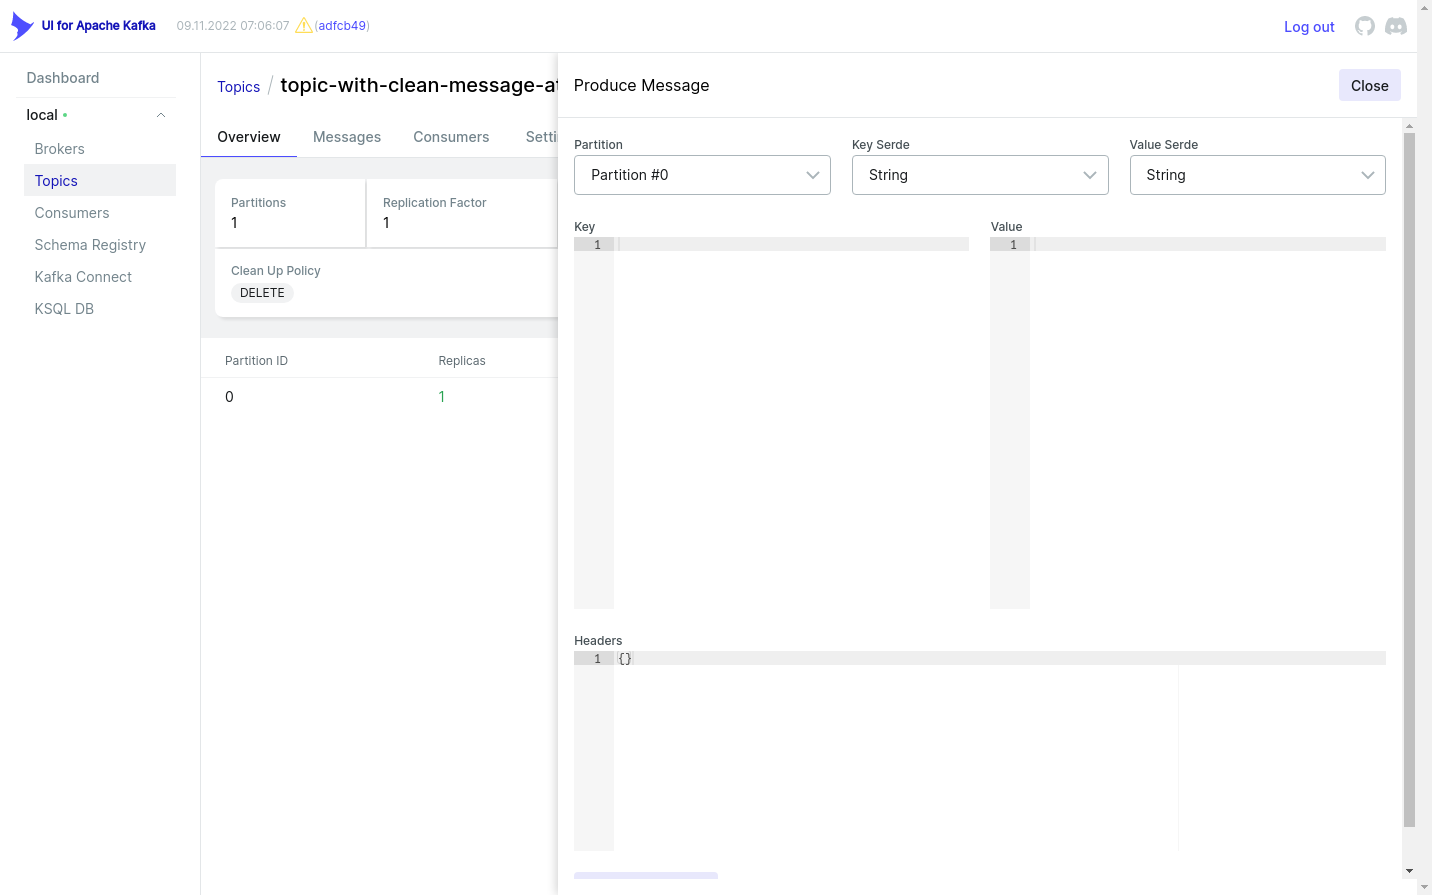 UI for Apache Kafka
09.11.2022 07:06:07
(adfcb49)
Log out
Dashboard
local
Brokers
Topics
Consumers
Schema Registry
Kafka Connect
KSQL DB
Topics / topic-with-clean-message-at
Overview
Messages
Consumers
Setti
Partitions
1
Replication Factor
1
Clean Up Policy
DELETE
Partition ID
Replicas
0
1
Produce Message
Close
Partition
Partition #0
Key Serde
String
Value Serde
String
Key
1
Value
1
Headers
1
{}